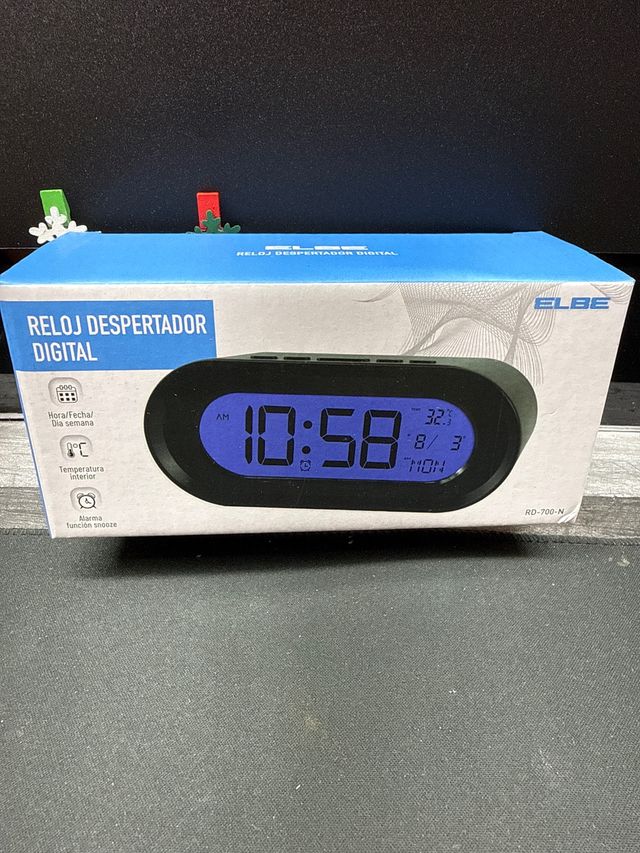 ELBE
RELOJ DESPERTADOR DIGITAL
ELBE
RELOJ DESPERTADOR
DIGITAL
Hora/Fecha/
Día semana
°C
Temperatura
interior
Alarma
función snooze
AM
10:58
32.3 °C
8/ 3
MON
RD-700-N